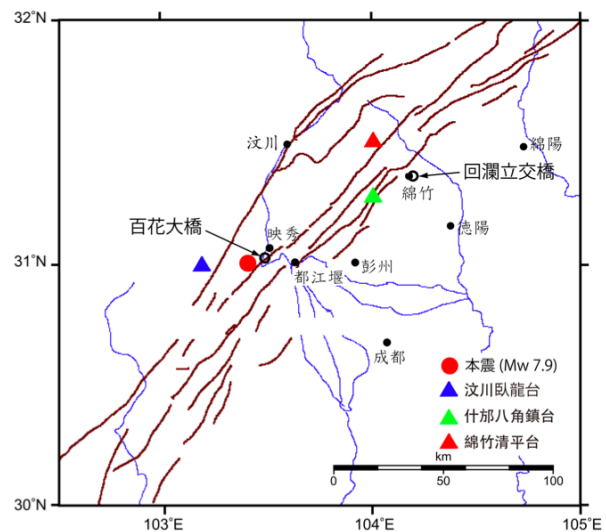 32°N
汶川
綿陽
回瀾立交橋
綿竹
百花大橋
映秀
德陽
31°N
都江堰
彭州
成都
本震 (Mw 7.9)
汶川臥龍台
什邡八角鎮台
綿竹清平台
km
0 50 100
30°N
103°E 104°E 105°E